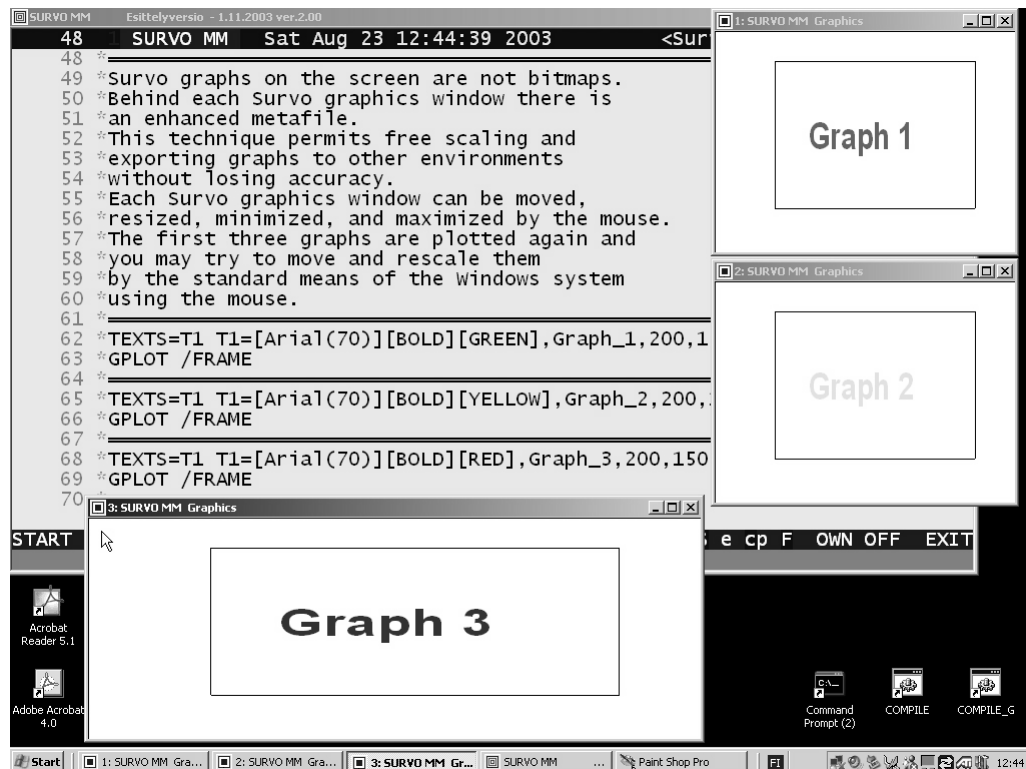 SURVO MM Esittelyversio - 1.11.2003 ver.2.00
48 1 SURVO MM Sat Aug 23 12:44:39 2003 <Sur
48 *
49 *Survo graphs on the screen are not bitmaps.
50 *Behind each Survo graphics window there is
51 *an enhanced metafile.
52 *This technique permits free scaling and
53 *exporting graphs to other environments
54 *without losing accuracy.
55 *Each Survo graphics window can be moved,
56 *resized, minimized, and maximized by the mouse.
57 *The first three graphs are plotted again and
58 *you may try to move and rescale them
59 *by the standard means of the Windows system
60 *using the mouse.
61 *
62 *TEXTS=T1 T1=[Arial(70)][BOLD][GREEN],Graph_1,200,1
63 *GPLOT /FRAME
64 *
65 *TEXTS=T1 T1=[Arial(70)][BOLD][YELLOW],Graph_2,200,
66 *GPLOT /FRAME
67 *
68 *TEXTS=T1 T1=[Arial(70)][BOLD][RED],Graph_3,200,150
69 *GPLOT /FRAME
70 *
START e cp F OWN OFF EXIT
1: SURVO MM Graphics
Graph 1
2: SURVO MM Graphics
Graph 2
3: SURVO MM Graphics
Graph 3
Acrobat
Reader 5.1
Adobe Acrobat
4.0
Command
Prompt (2)
COMPILE
COMPILE_G
Start
1: SURVO MM Gra...
2: SURVO MM Gra...
3: SURVO MM Gr...
SURVO MM ...
Paint Shop Pro
FI
12:44